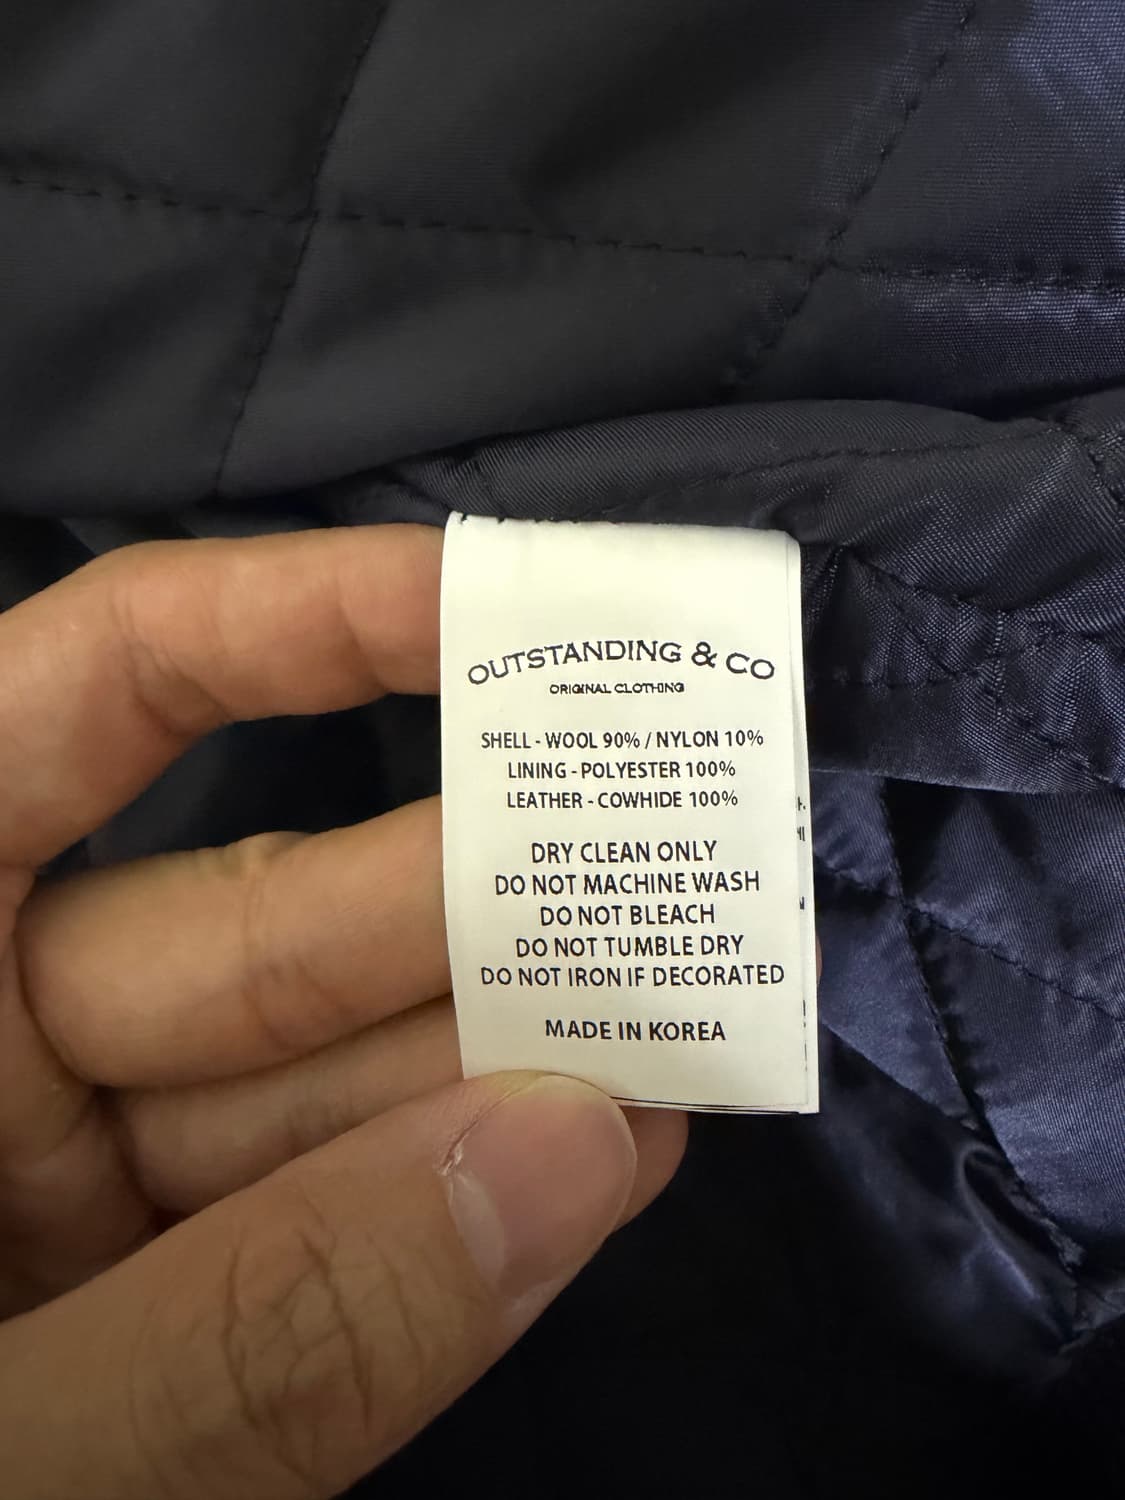 OUTSTANDING & CO
ORIGINAL CLOTHING
SHELL - WOOL 90% / NYLON 10%
LINING - POLYESTER 100%
LEATHER - COWHIDE 100%
DRY CLEAN ONLY
DO NOT MACHINE WASH
DO NOT BLEACH
DO NOT TUMBLE DRY
DO NOT IRON IF DECORATED
MADE IN KOREA